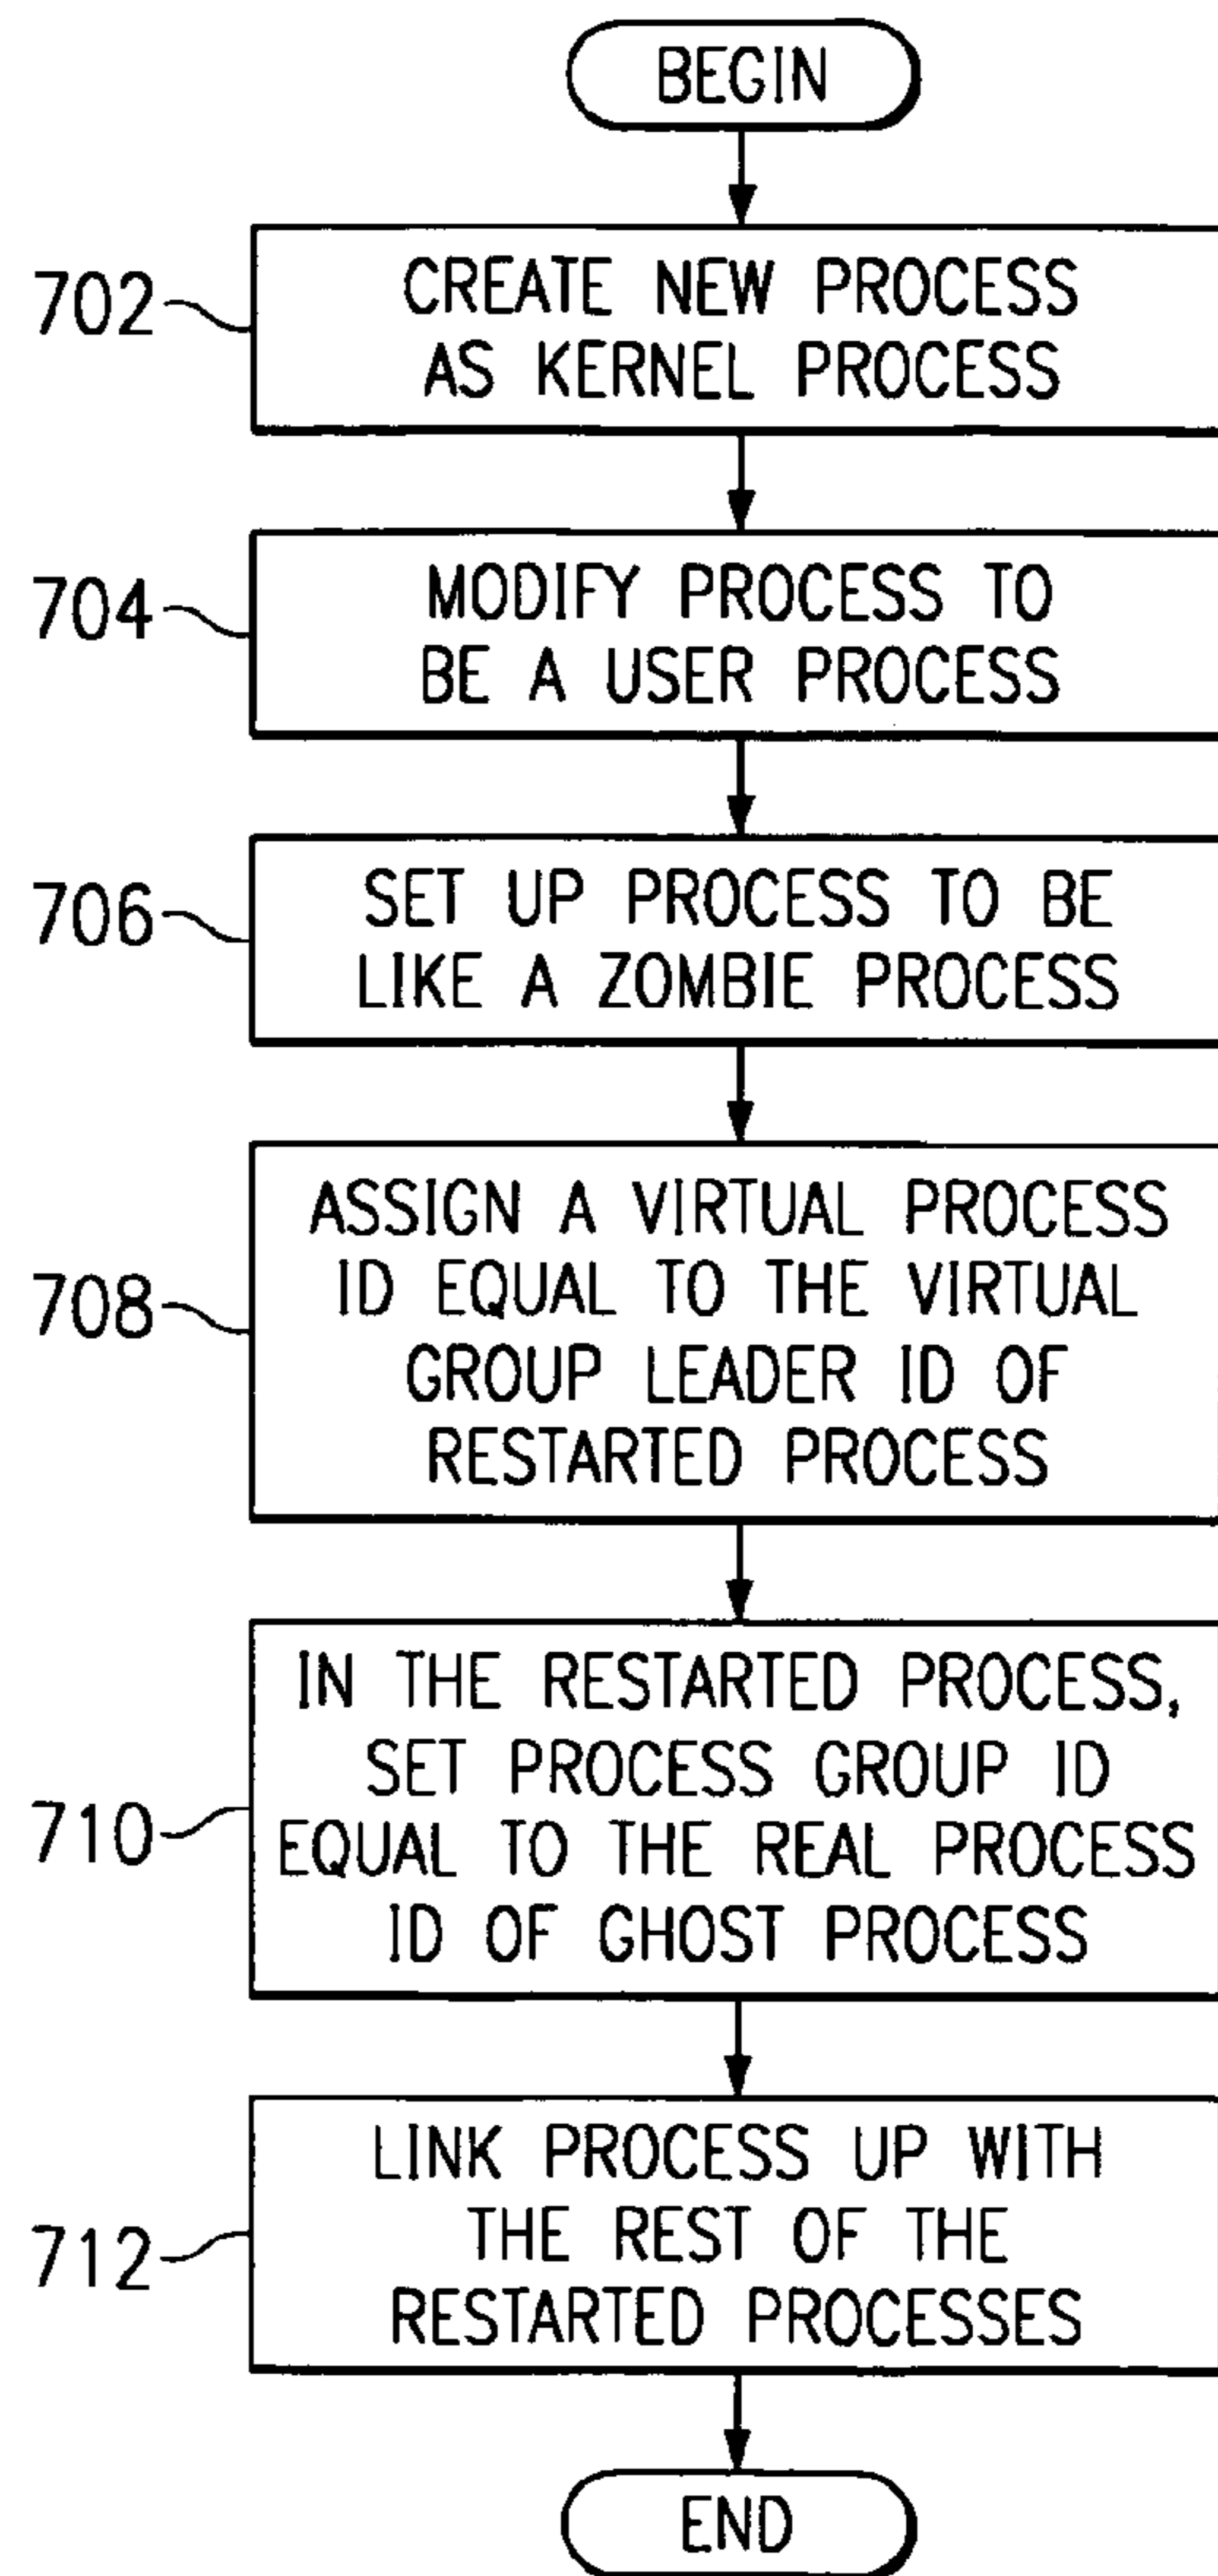 BEGIN
702
CREATE NEW PROCESS
AS KERNEL PROCESS
704
MODIFY PROCESS TO
BE A USER PROCESS
706
SET UP PROCESS TO BE
LIKE A ZOMBIE PROCESS
708
ASSIGN A VIRTUAL PROCESS
ID EQUAL TO THE VIRTUAL
GROUP LEADER ID OF
RESTARTED PROCESS
710
IN THE RESTARTED PROCESS,
SET PROCESS GROUP ID
EQUAL TO THE REAL PROCESS
ID OF GHOST PROCESS
712
LINK PROCESS UP WITH
THE REST OF THE
RESTARTED PROCESSES
END